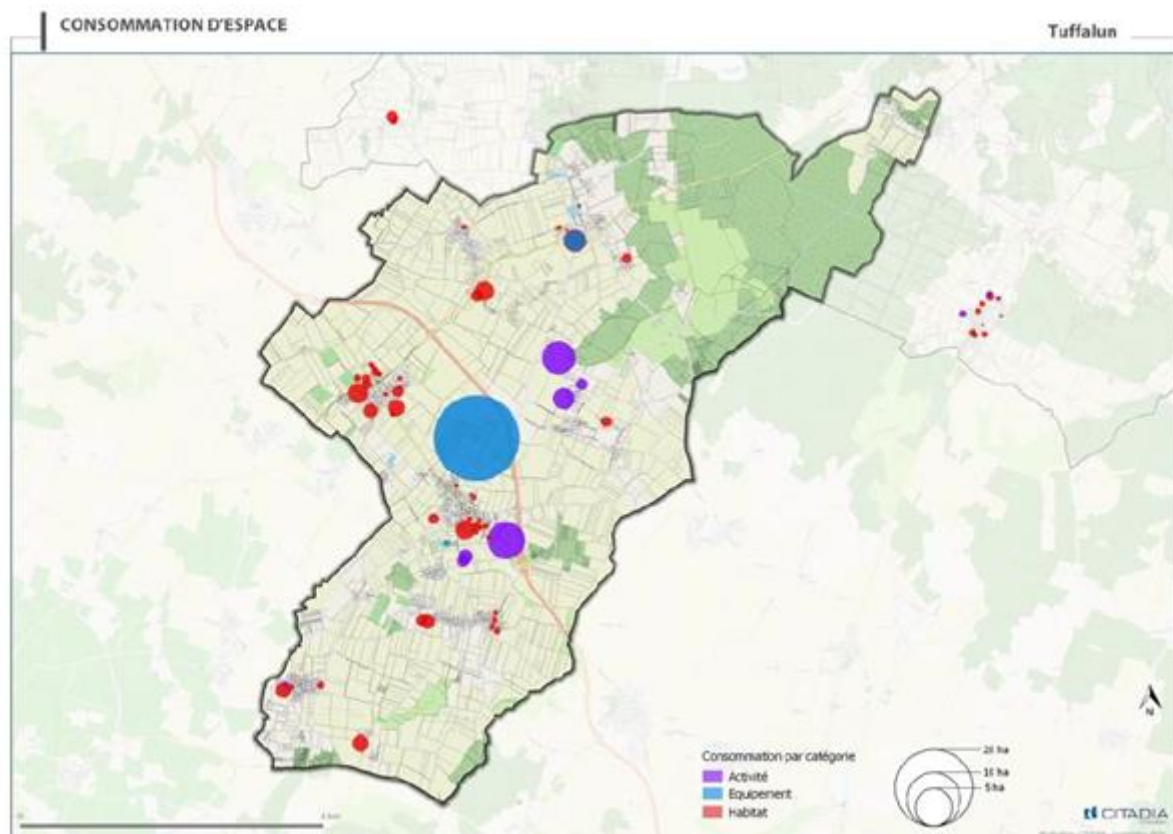 CONSOMMATION D'ESPACE
Tuffalun
N
Consommation par catégorie
Activité
Equipement
Habitat
20 ha
10 ha
5 ha
CITADIA